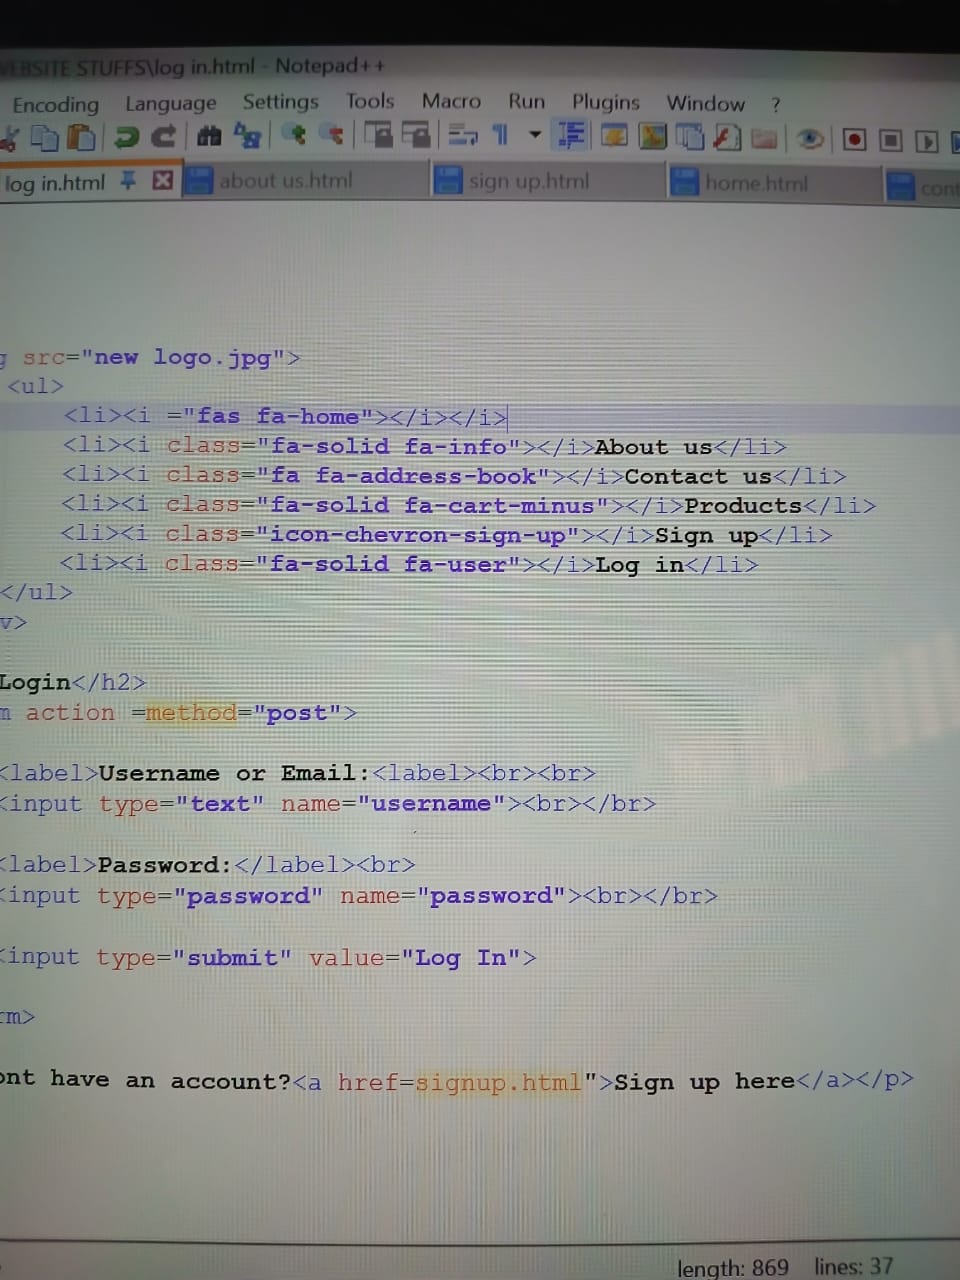 WEBSITE STUFFS\log in.html - Notepad++
Encoding Language Settings Tools Macro Run Plugins Window ?
log in.html about us.html sign up.html home.html cont
g src="new logo.jpg">
<ul>
<li><i ="fas fa-home"></i></i>
<li><i class="fa-solid fa-info"></i>About us</li>
<li><i class="fa fa-address-book"></i>Contact us</li>
<li><i class="fa-solid fa-cart-minus"></i>Products</li>
<li><i class="icon-chevron-sign-up"></i>Sign up</li>
<li><i class="fa-solid fa-user"></i>Log in</li>
</ul>
v>
Login</h2>
m action =method="post">
<label>Username or Email:<label><br><br>
<input type="text" name="username"><br></br>
<label>Password:</label><br>
<input type="password" name="password"><br></br>
<input type="submit" value="Log In">
rm>
ont have an account?<a href=signup.html">Sign up here</a></p>
length: 869 lines: 37